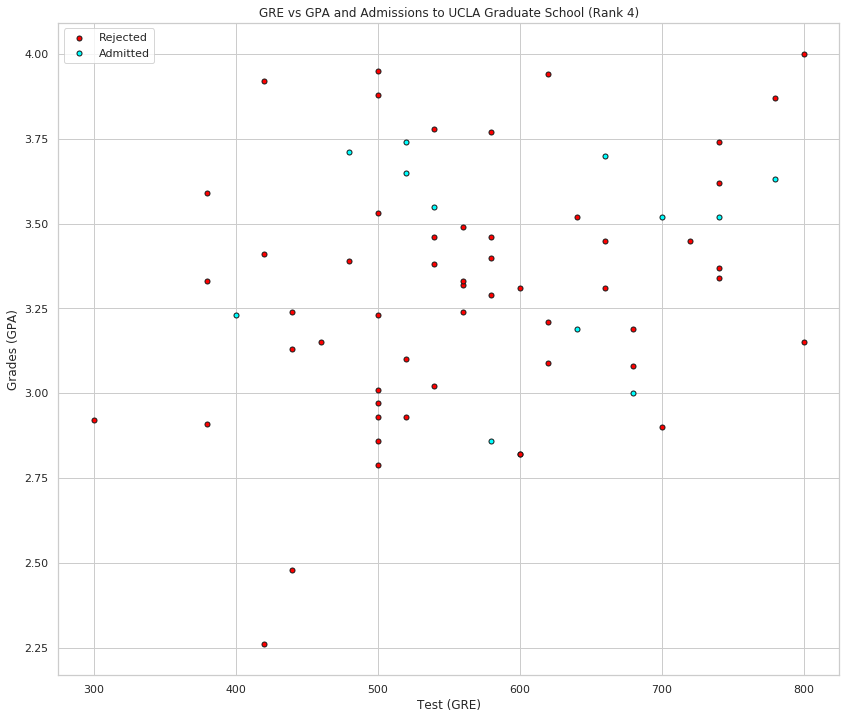 GRE vs GPA and Admissions to UCLA Graduate School (Rank 4)
Rejected
Admitted
4.00
3.75
3.50
3.25
3.00
2.75
2.50
2.25
Grades (GPA)
300 400 500 600 700 800
Test (GRE)